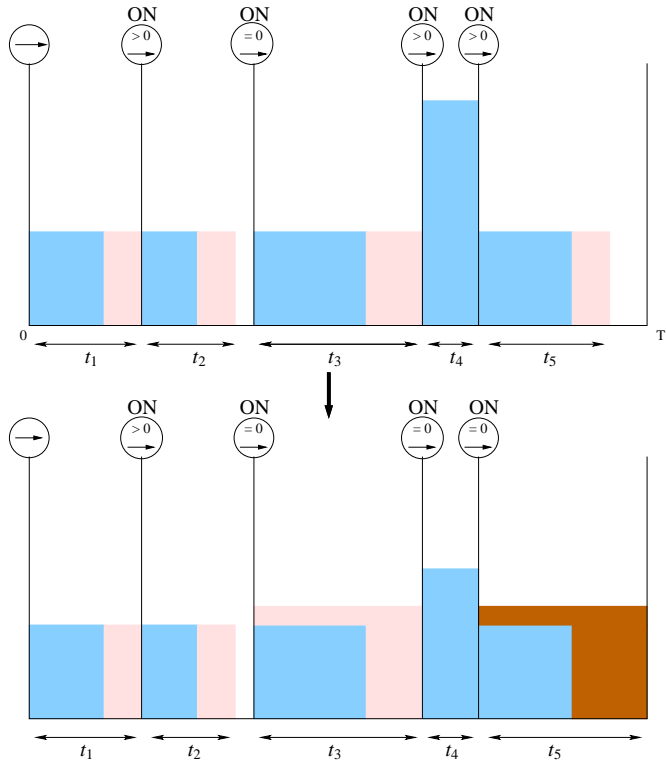 ON ON ON ON
> 0 = 0 > 0 > 0
0 T
t1 t2 t3 t4 t5
ON ON ON ON
> 0 = 0 = 0 = 0
t1 t2 t3 t4 t5